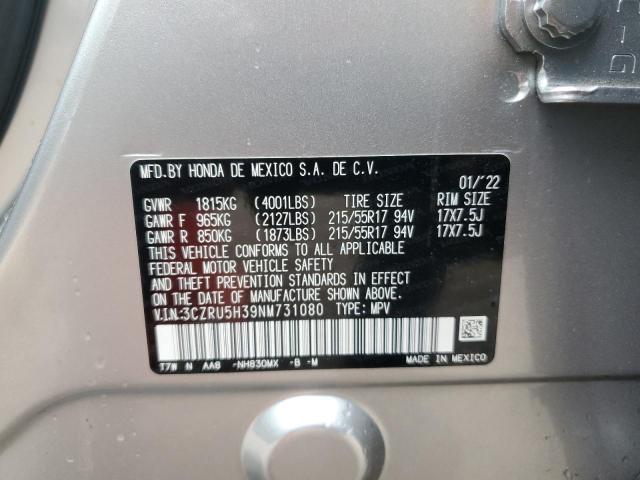 MFD.BY HONDA DE MEXICO S.A. DE C.V.
01/'22
GVWR 1815KG (4001LBS) TIRE SIZE RIM SIZE
GAWR F 965KG (2127LBS) 215/55R17 94V 17X7.5J
GAWR R 850KG (1873LBS) 215/55R17 94V 17X7.5J
THIS VEHICLE CONFORMS TO ALL APPLICABLE
FEDERAL MOTOR VEHICLE SAFETY
AND THEFT PREVENTION STANDARDS IN EFFECT
ON THE DATE OF MANUFACTURE SHOWN ABOVE.
V.I.N.:3CZRU5H39NM731080 TYPE: MPV
T7W N AA8 -NH830MX -B -M MADE IN MEXICO